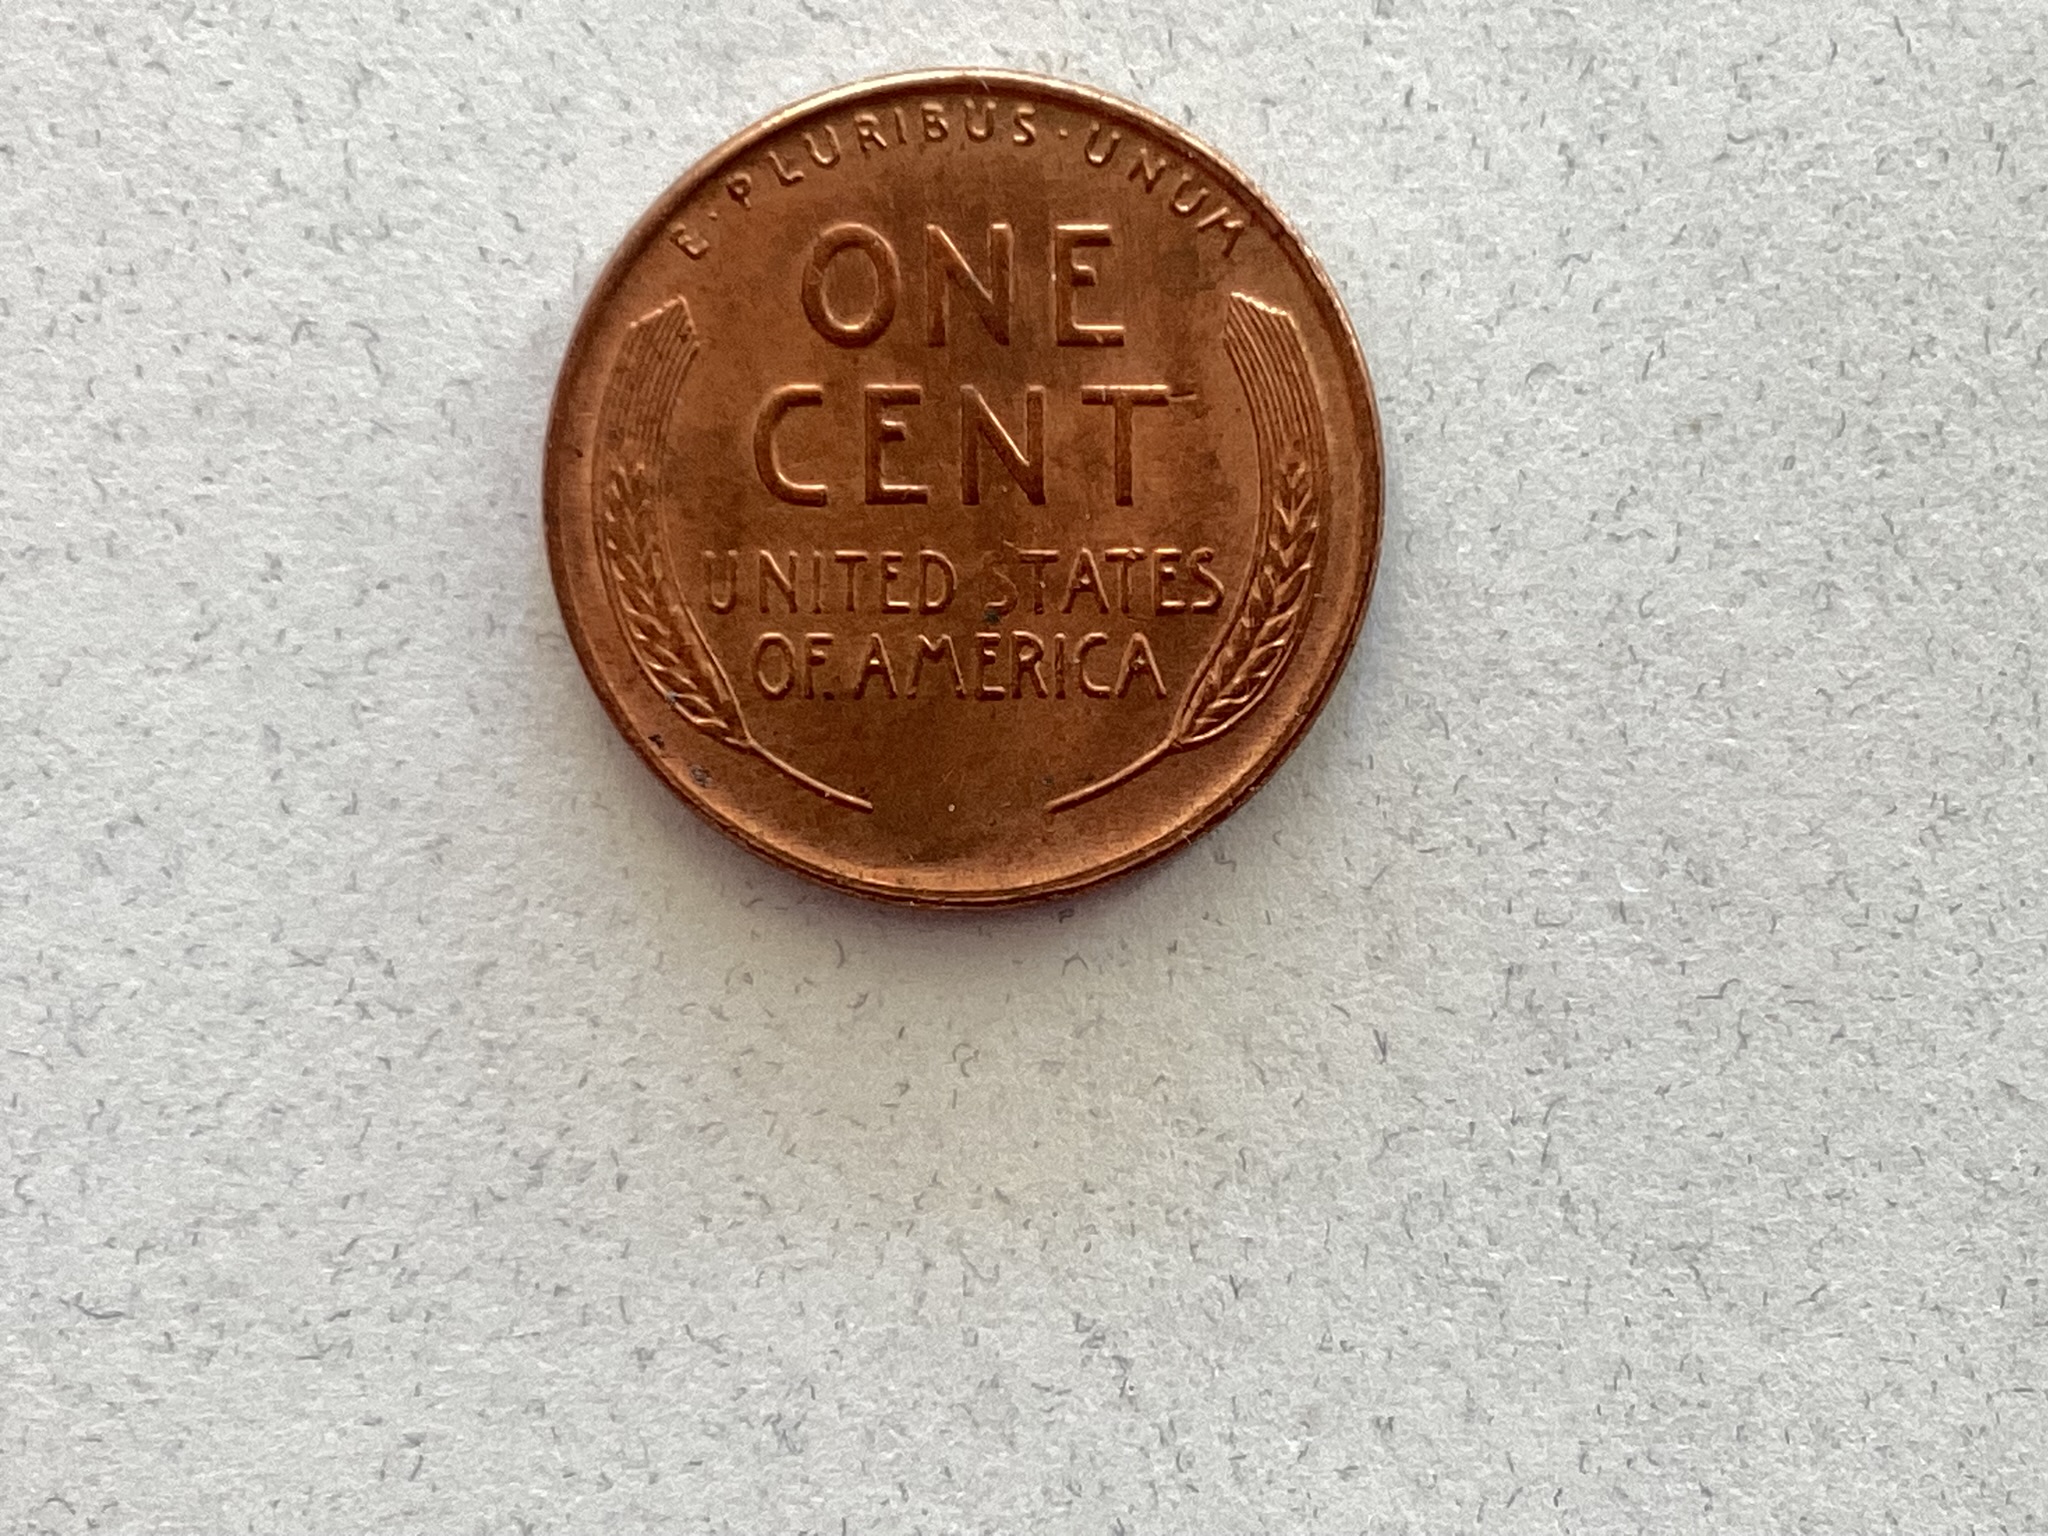 E·PLURIBUS·UNUM
ONE
CENT
UNITED STATES
OF AMERICA